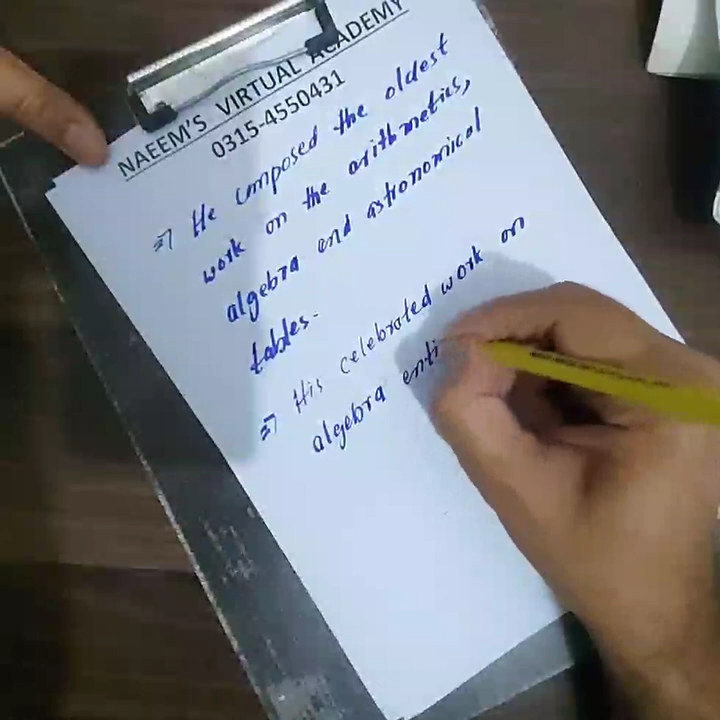 NAEEM'S VIRTUAL ACADEMY
0315-4550431
⇒ He composed the oldest
work on the arithmetics,
algebra and astronomical
tables.
⇒ His celebrated work on
algebra enti